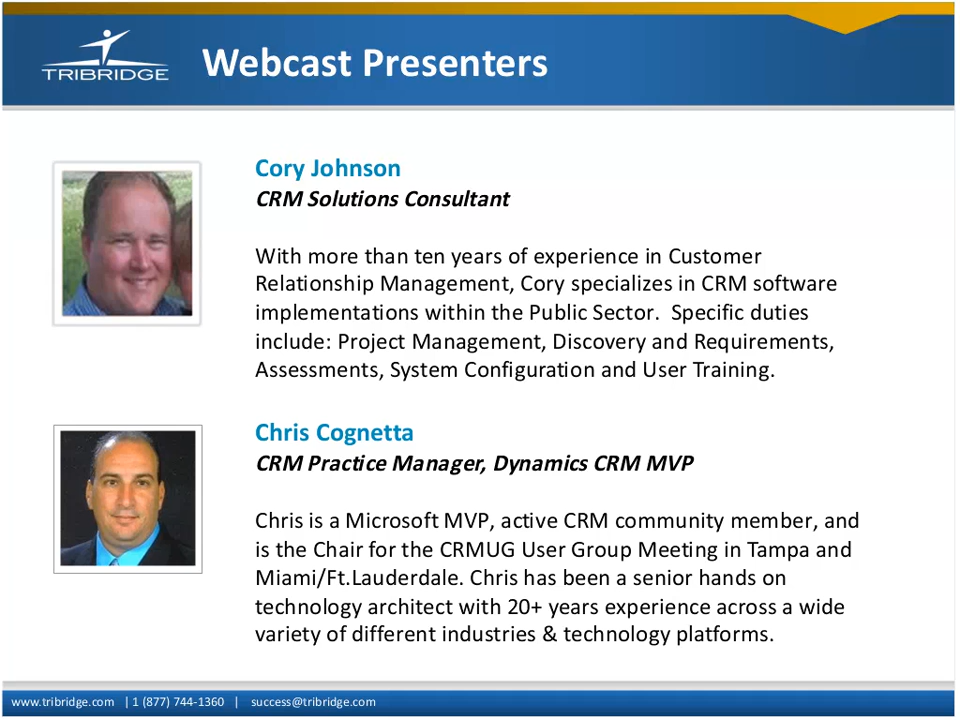 TRIBRIDGE
Webcast Presenters
Cory Johnson
CRM Solutions Consultant
With more than ten years of experience in Customer
Relationship Management, Cory specializes in CRM software
implementations within the Public Sector.  Specific duties
include: Project Management, Discovery and Requirements,
Assessments, System Configuration and User Training.
Chris Cognetta
CRM Practice Manager, Dynamics CRM MVP
Chris is a Microsoft MVP, active CRM community member, and
is the Chair for the CRMUG User Group Meeting in Tampa and
Miami/Ft.Lauderdale. Chris has been a senior hands on
technology architect with 20+ years experience across a wide
variety of different industries & technology platforms.
www.tribridge.com | 1 (877) 744-1360 | success@tribridge.com